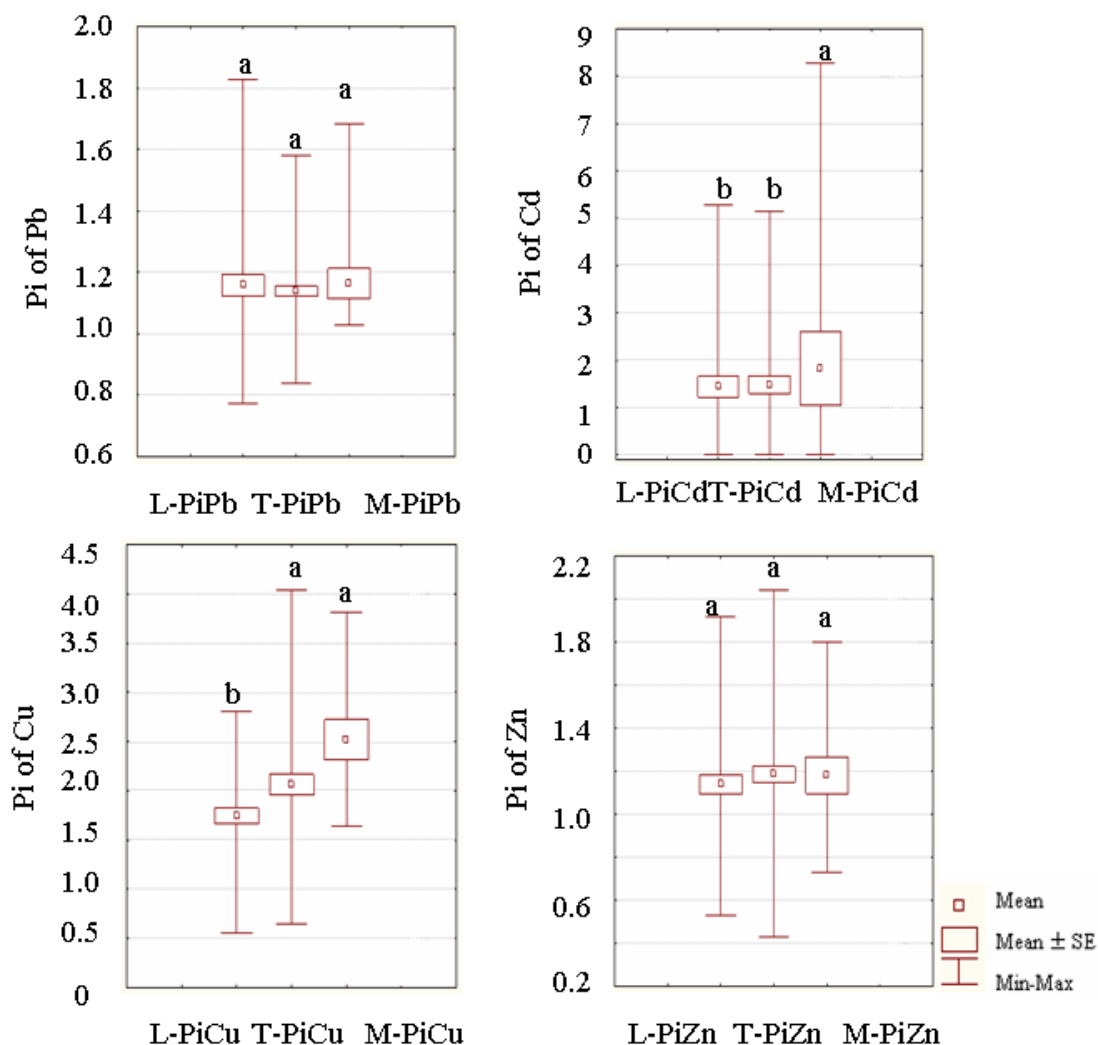 2.0
1.8
1.6
1.4
1.2
1.0
0.8
0.6
Pi of Pb
a
a
a
L-PiPb T-PiPb M-PiPb
9
8
7
6
5
4
3
2
1
0
Pi of Cd
b
b
a
L-PiCdT-PiCd M-PiCd
4.5
4.0
3.5
3.0
2.5
2.0
1.5
1.0
0.5
0
Pi of Cu
b
a
a
L-PiCu T-PiCu M-PiCu
2.2
1.8
1.4
1.0
0.6
0.2
Pi of Zn
a
a
a
L-PiZn T-PiZn M-PiZn
Mean
Mean ± SE
Min-Max